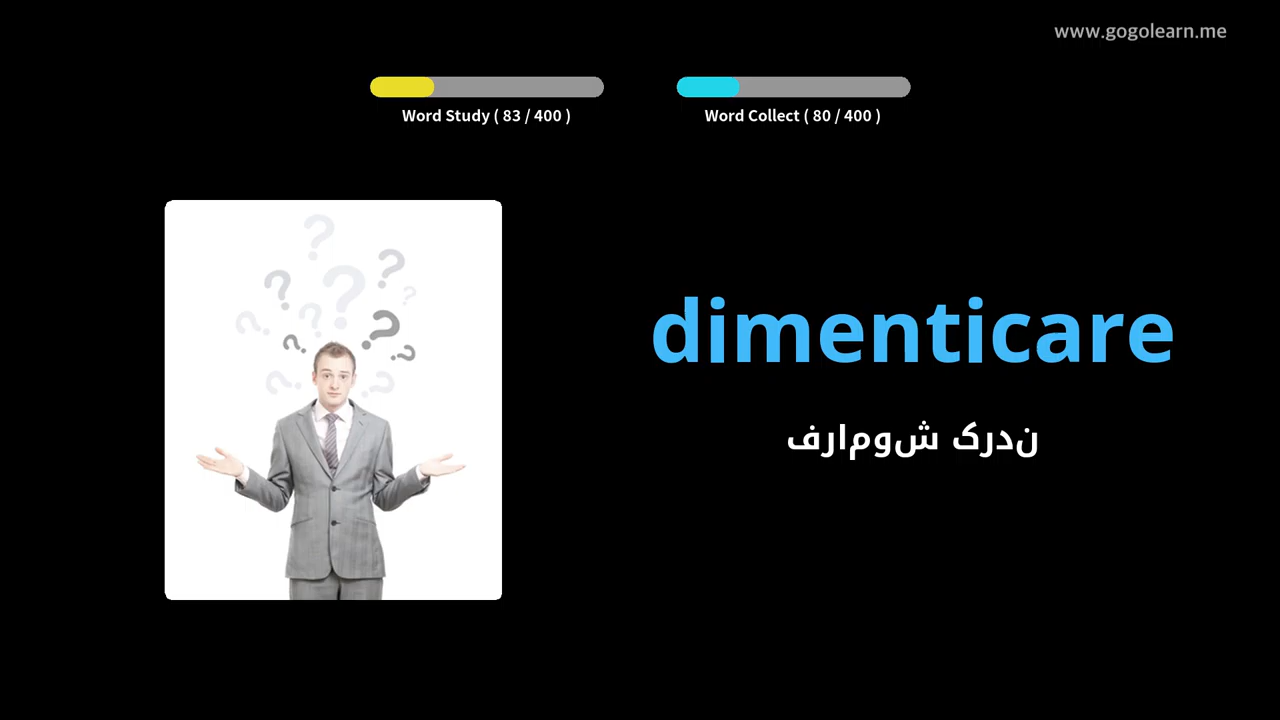 www.gogolearn.me
Word Study ( 83 / 400 )
Word Collect ( 80 / 400 )
dimenticare
فراموش کردن